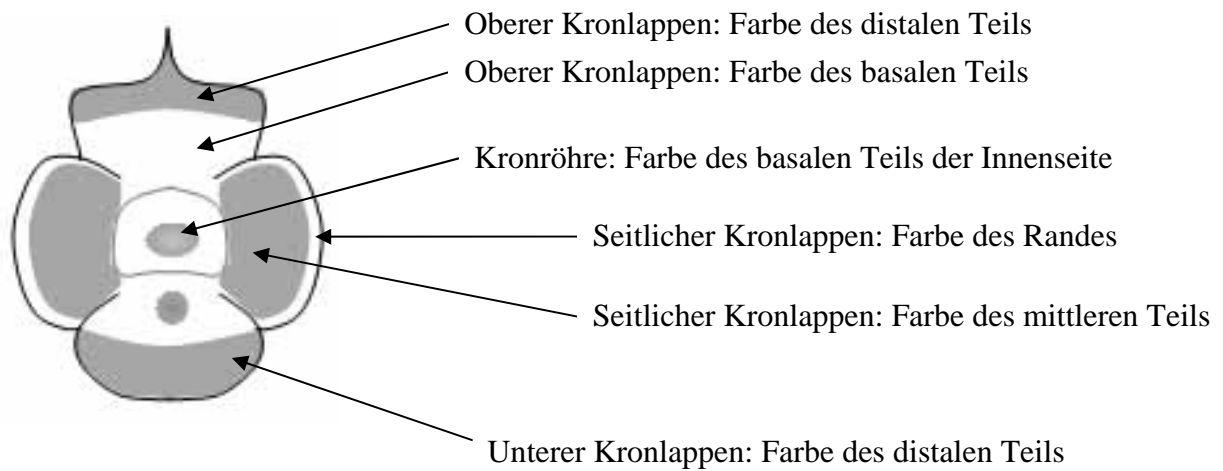 Oberer Kronlappen: Farbe des distalen Teils
Oberer Kronlappen: Farbe des basalen Teils
Kronröhre: Farbe des basalen Teils der Innenseite
Seitlicher Kronlappen: Farbe des Randes
Seitlicher Kronlappen: Farbe des mittleren Teils
Unterer Kronlappen: Farbe des distalen Teils